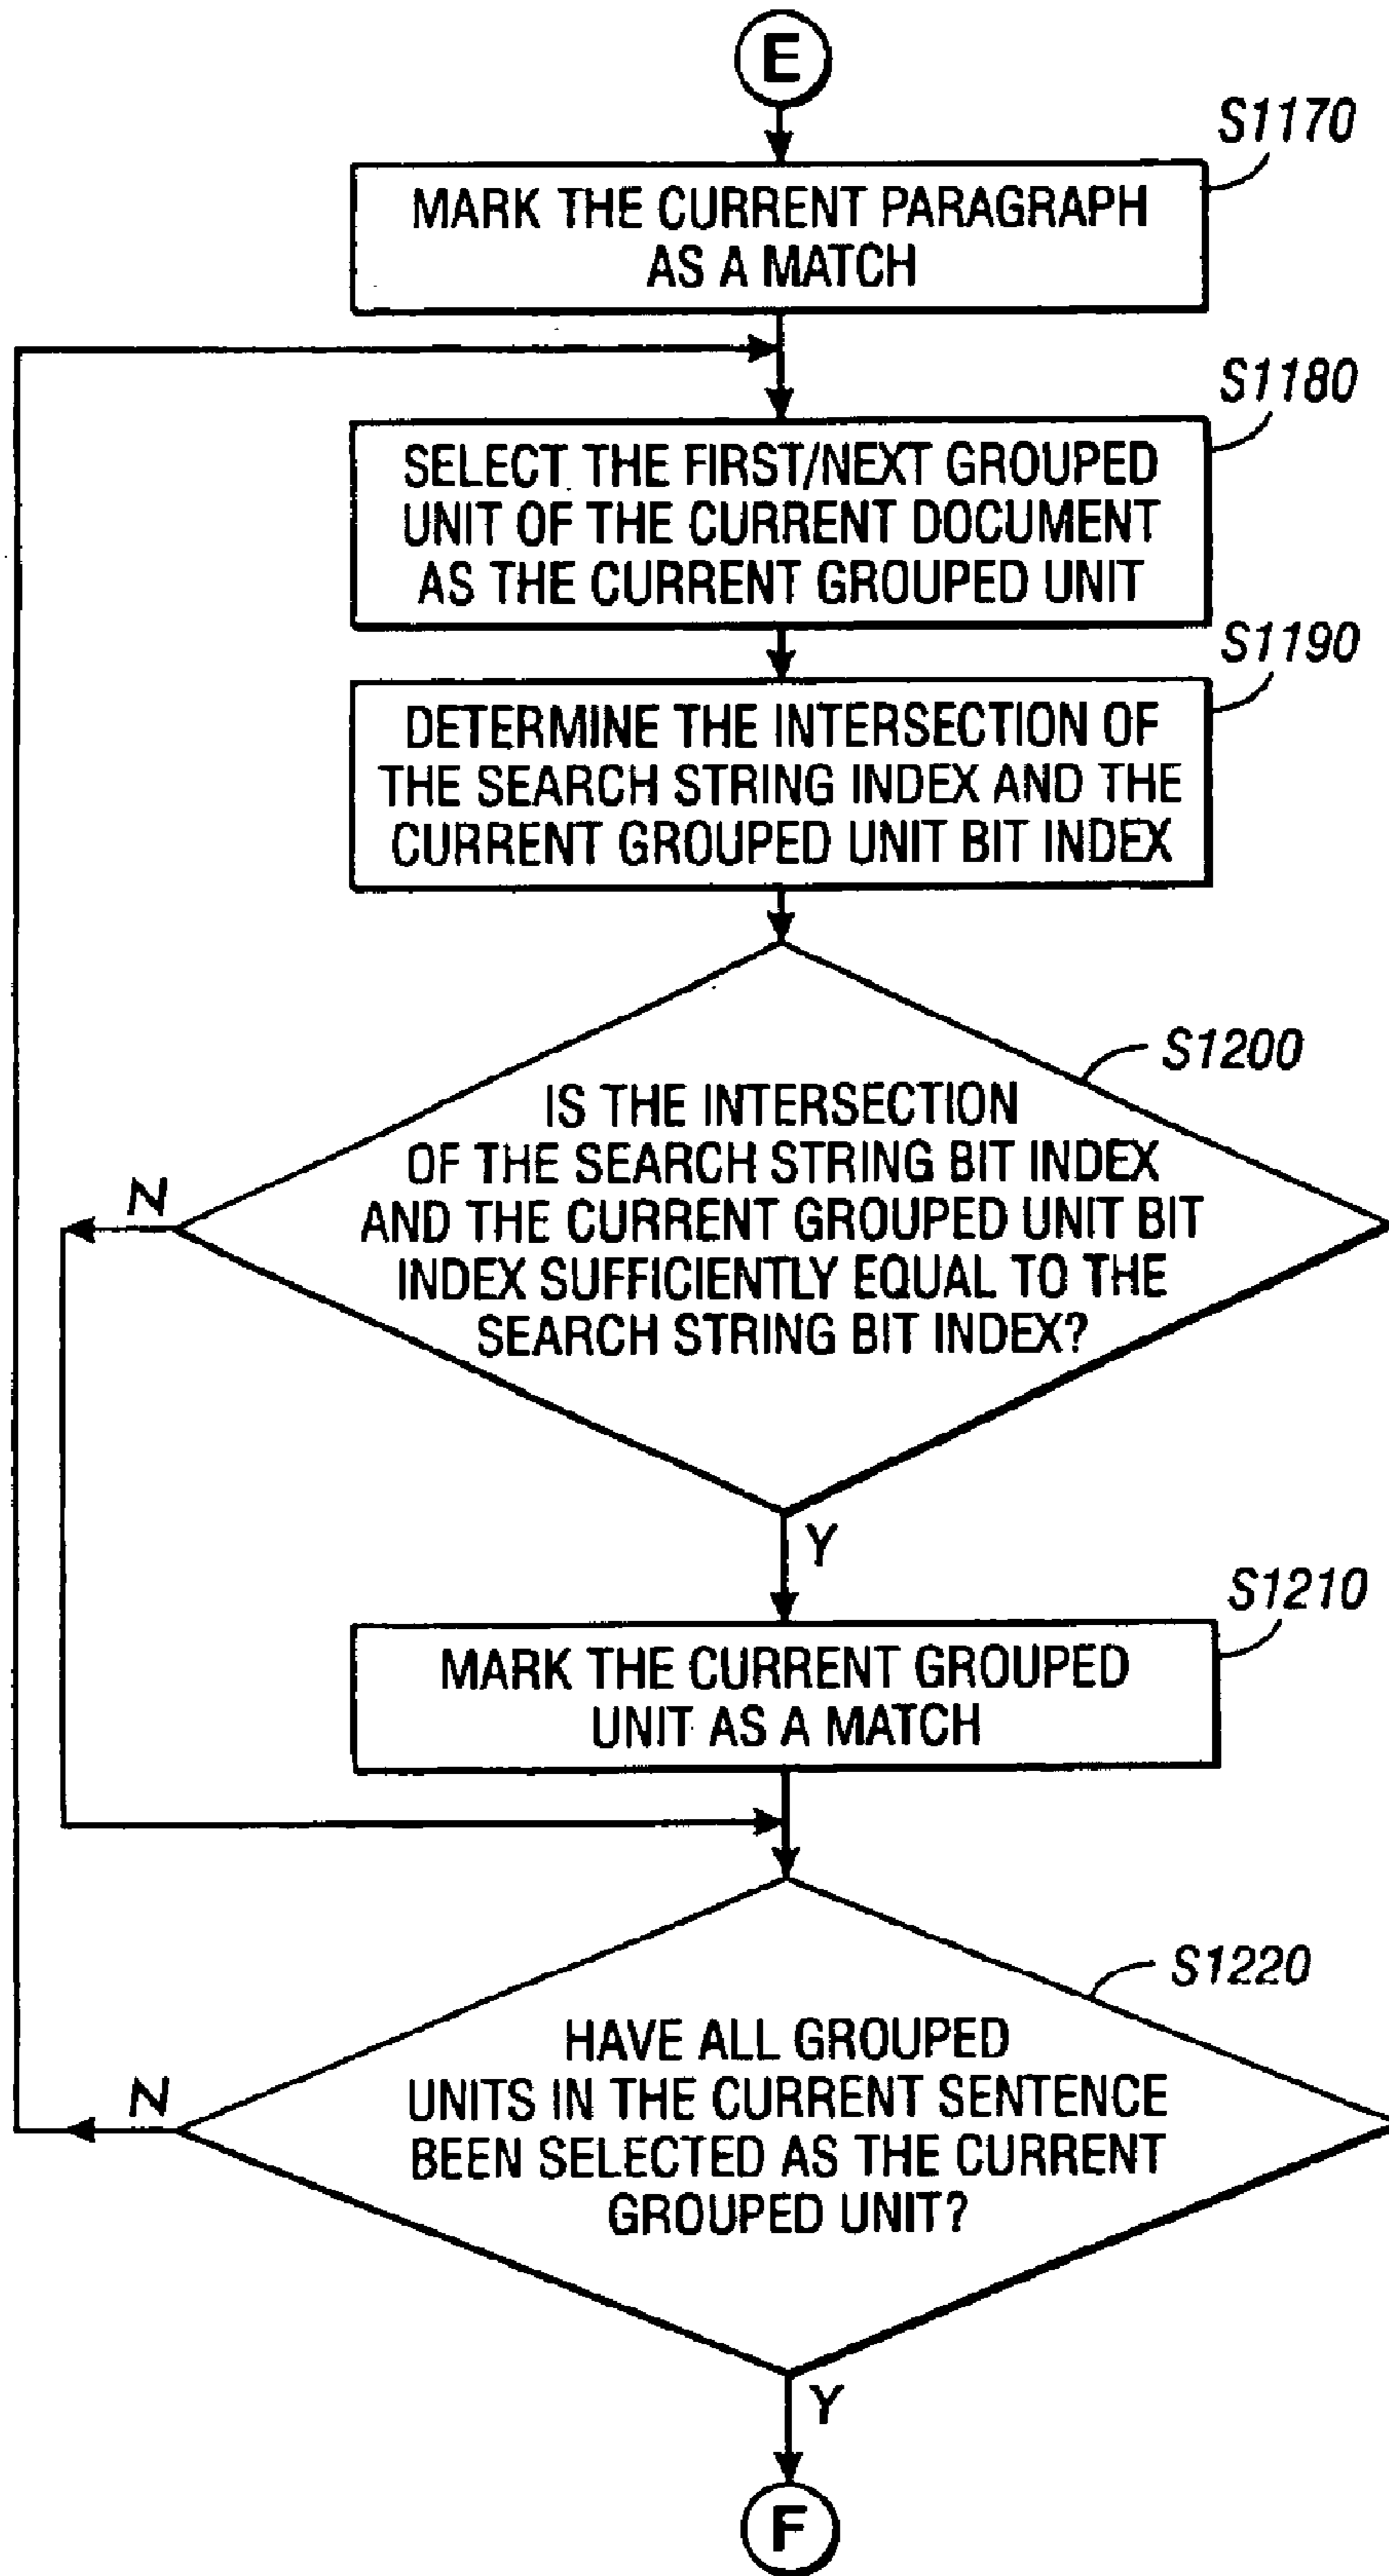 E
S1170
MARK THE CURRENT PARAGRAPH
AS A MATCH
S1180
SELECT THE FIRST/NEXT GROUPED
UNIT OF THE CURRENT DOCUMENT
AS THE CURRENT GROUPED UNIT
S1190
DETERMINE THE INTERSECTION OF
THE SEARCH STRING INDEX AND THE
CURRENT GROUPED UNIT BIT INDEX
S1200
IS THE INTERSECTION
OF THE SEARCH STRING BIT INDEX
AND THE CURRENT GROUPED UNIT BIT
INDEX SUFFICIENTLY EQUAL TO THE
SEARCH STRING BIT INDEX?
N
Y
S1210
MARK THE CURRENT GROUPED
UNIT AS A MATCH
S1220
HAVE ALL GROUPED
UNITS IN THE CURRENT SENTENCE
BEEN SELECTED AS THE CURRENT
GROUPED UNIT?
N
Y
F